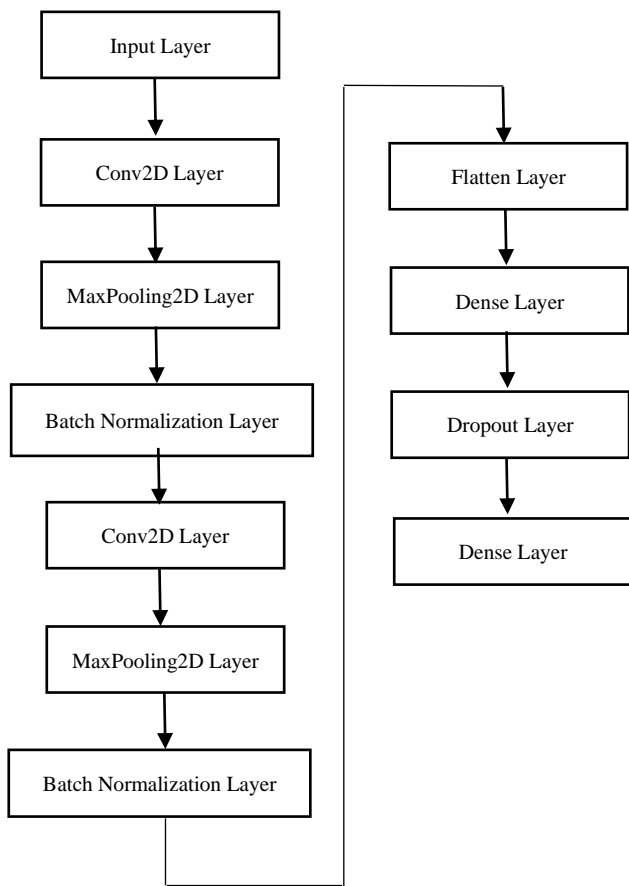 Input Layer
Conv2D Layer
MaxPooling2D Layer
Batch Normalization Layer
Conv2D Layer
MaxPooling2D Layer
Batch Normalization Layer
Flatten Layer
Dense Layer
Dropout Layer
Dense Layer